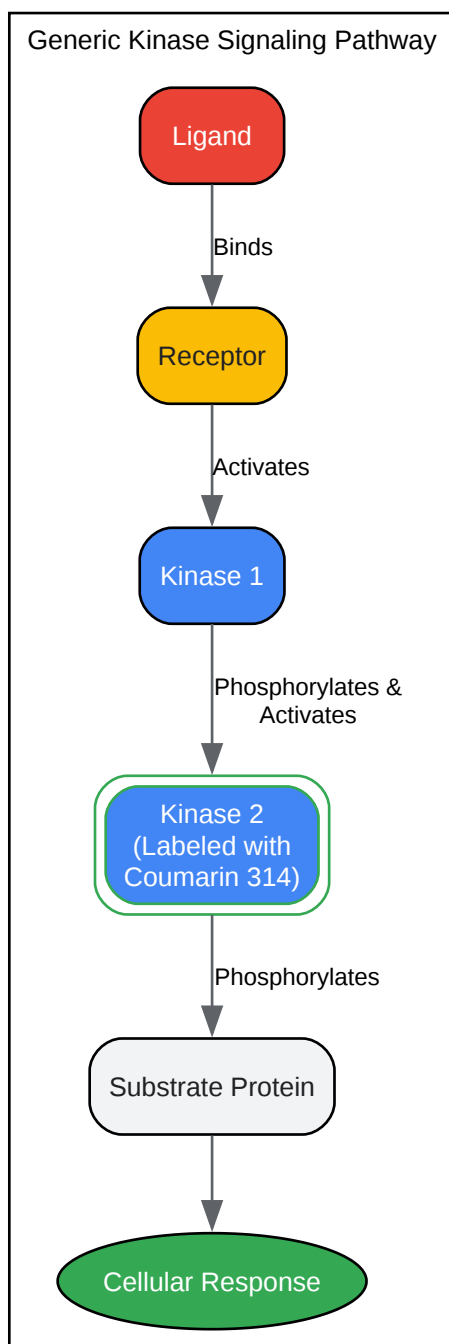 Generic Kinase Signaling Pathway
Ligand
Binds
Receptor
Activates
Kinase 1
Phosphorylates &
Activates
Kinase 2
(Labeled with
Coumarin 314)
Phosphorylates
Substrate Protein
Cellular Response